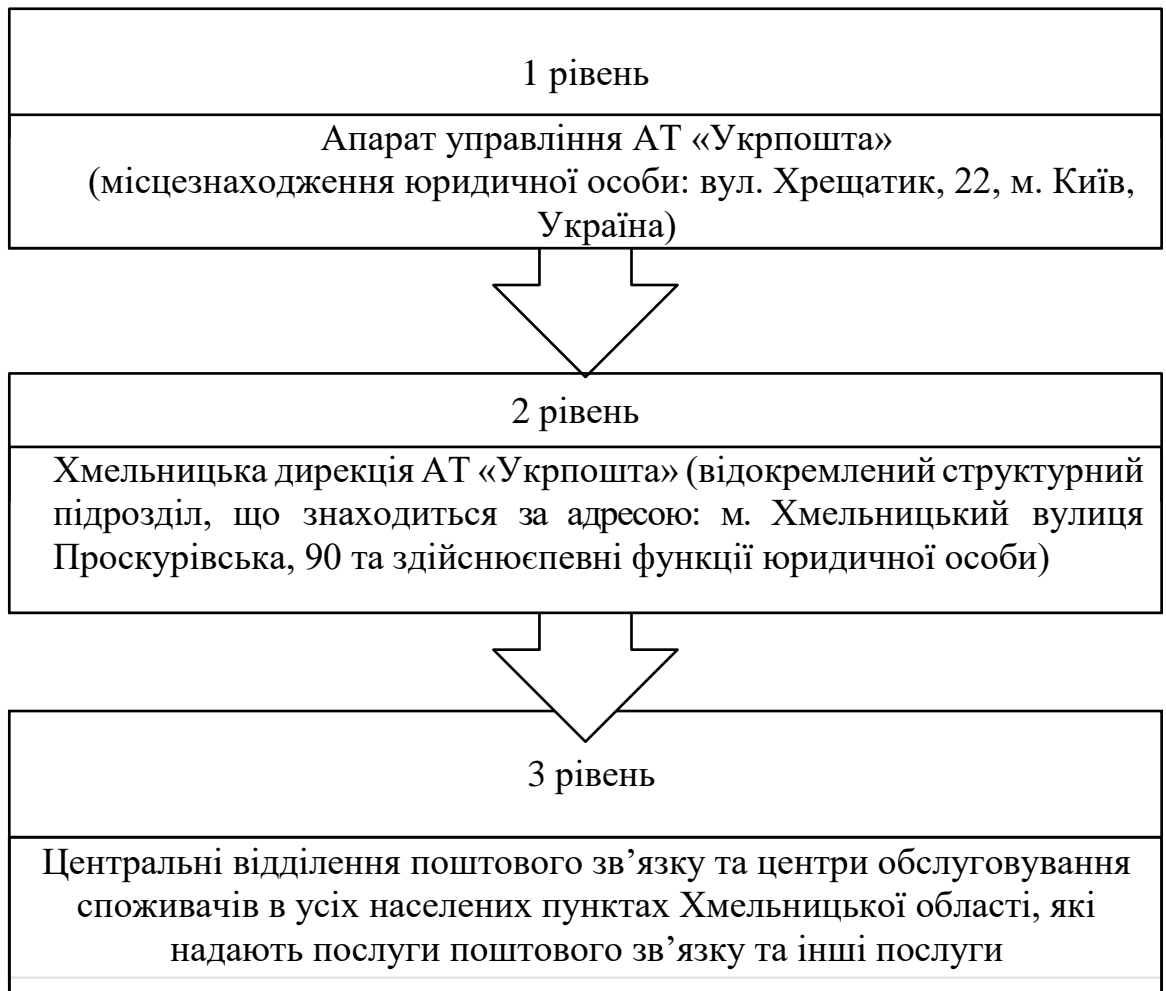 1 рівень
Апарат управління АТ «Укрпошта»
(місцезнаходження юридичної особи: вул. Хрещатик, 22, м. Київ,
Україна)
2 рівень
Хмельницька дирекція АТ «Укрпошта» (відокремлений структурний
підрозділ, що знаходиться за адресою: м. Хмельницький вулиця
Проскурівська, 90 та здійснюєпевні функції юридичної особи)
3 рівень
Центральні відділення поштового зв’язку та центри обслуговування
споживачів в усіх населених пунктах Хмельницької області, які
надають послуги поштового зв’язку та інші послуги